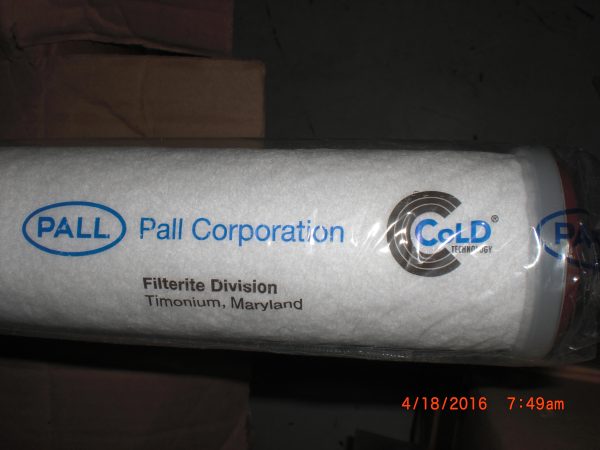 PALL
Pall Corporation
Filterite Division
Timonium, Maryland
CoLD®
TECHNOLOGY
PA
4/18/2016 7:49am